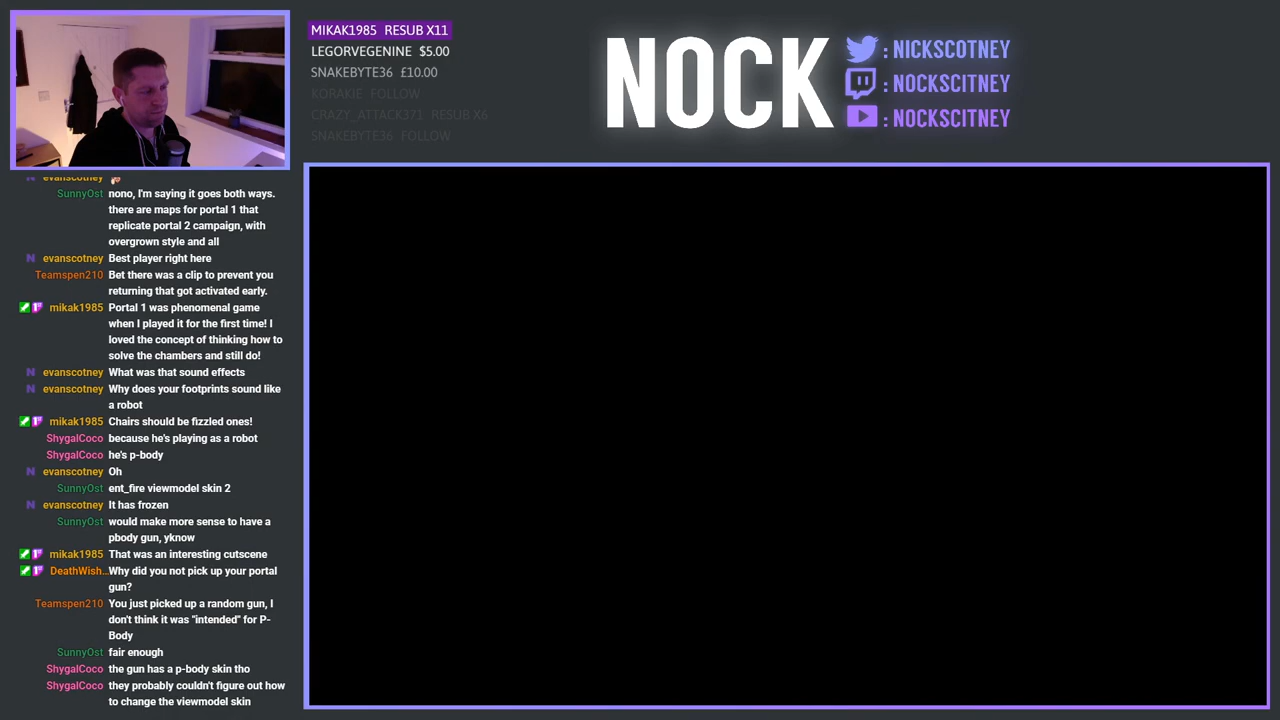 MIKAK1985 RESUB X11
LEGORVEGENINE $5.00
SNAKEBYTE36 £10.00
KORAKIE FOLLOW
CRAZY_ATTACK371 RESUB X6
SNAKEBYTE36 FOLLOW
NOCK
: NICKSCOTNEY
: NOCKSCITNEY
: NOCKSCITNEY
evanscotney
SunnyOst nono, I'm saying it goes both ways.
there are maps for portal 1 that
replicate portal 2 campaign, with
overgrown style and all
N evanscotney Best player right here
Teamspen210 Bet there was a clip to prevent you
returning that got activated early.
mikak1985 Portal 1 was phenomenal game
when I played it for the first time! I
loved the concept of thinking how to
solve the chambers and still do!
N evanscotney What was that sound effects
N evanscotney Why does your footprints sound like
a robot
mikak1985 Chairs should be fizzled ones!
ShygalCoco because he's playing as a robot
ShygalCoco he's p-body
N evanscotney Oh
SunnyOst ent_fire viewmodel skin 2
N evanscotney It has frozen
SunnyOst would make more sense to have a
pbody gun, yknow
mikak1985 That was an interesting cutscene
DeathWish... Why did you not pick up your portal
gun?
Teamspen210 You just picked up a random gun, I
don't think it was "intended" for P-
Body
SunnyOst fair enough
ShygalCoco the gun has a p-body skin tho
ShygalCoco they probably couldn't figure out how
to change the viewmodel skin